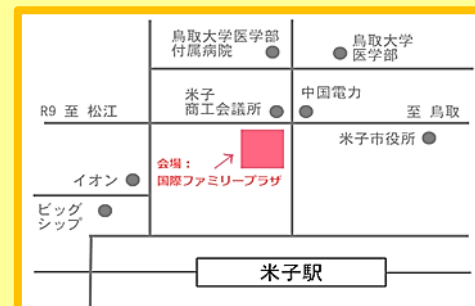 鳥取大学医学部
付属病院
鳥取大学
医学部
米子
商工会議所
中国電力
R9 至 松江
至 鳥取
米子市役所
会場：
国際ファミリープラザ
イオン
ビッグ
シップ
米子駅